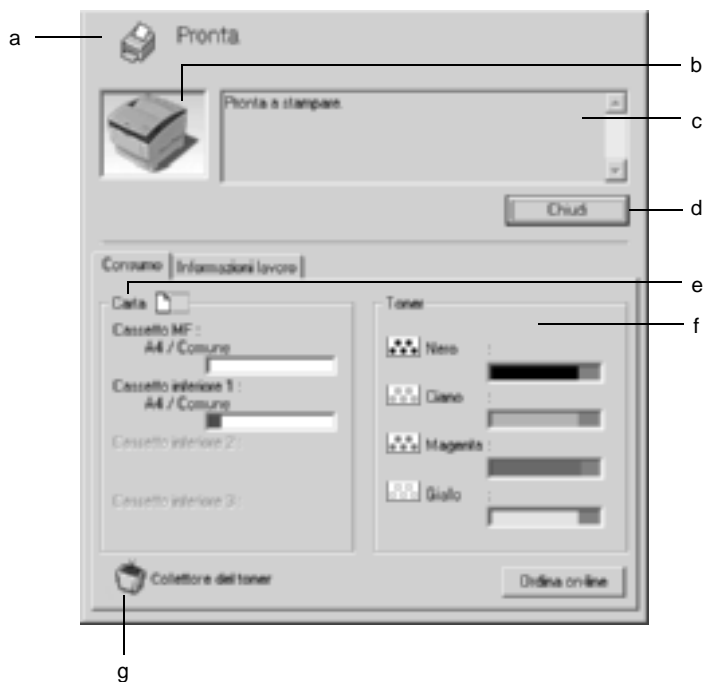 a
Pronta
b
Pronta a stampare.
c
Chiudi
d
Consumo
Informazioni lavoro
e
Carta
Toner
f
Cassetto MF :
A4 / Comune
Nero :
Cassetto inferiore 1 :
A4 / Comune
Ciano :
Cassetto inferiore 2 :
Magenta :
Cassetto inferiore 3 :
Giallo :
Colettore del toner
Ordina on-line
g